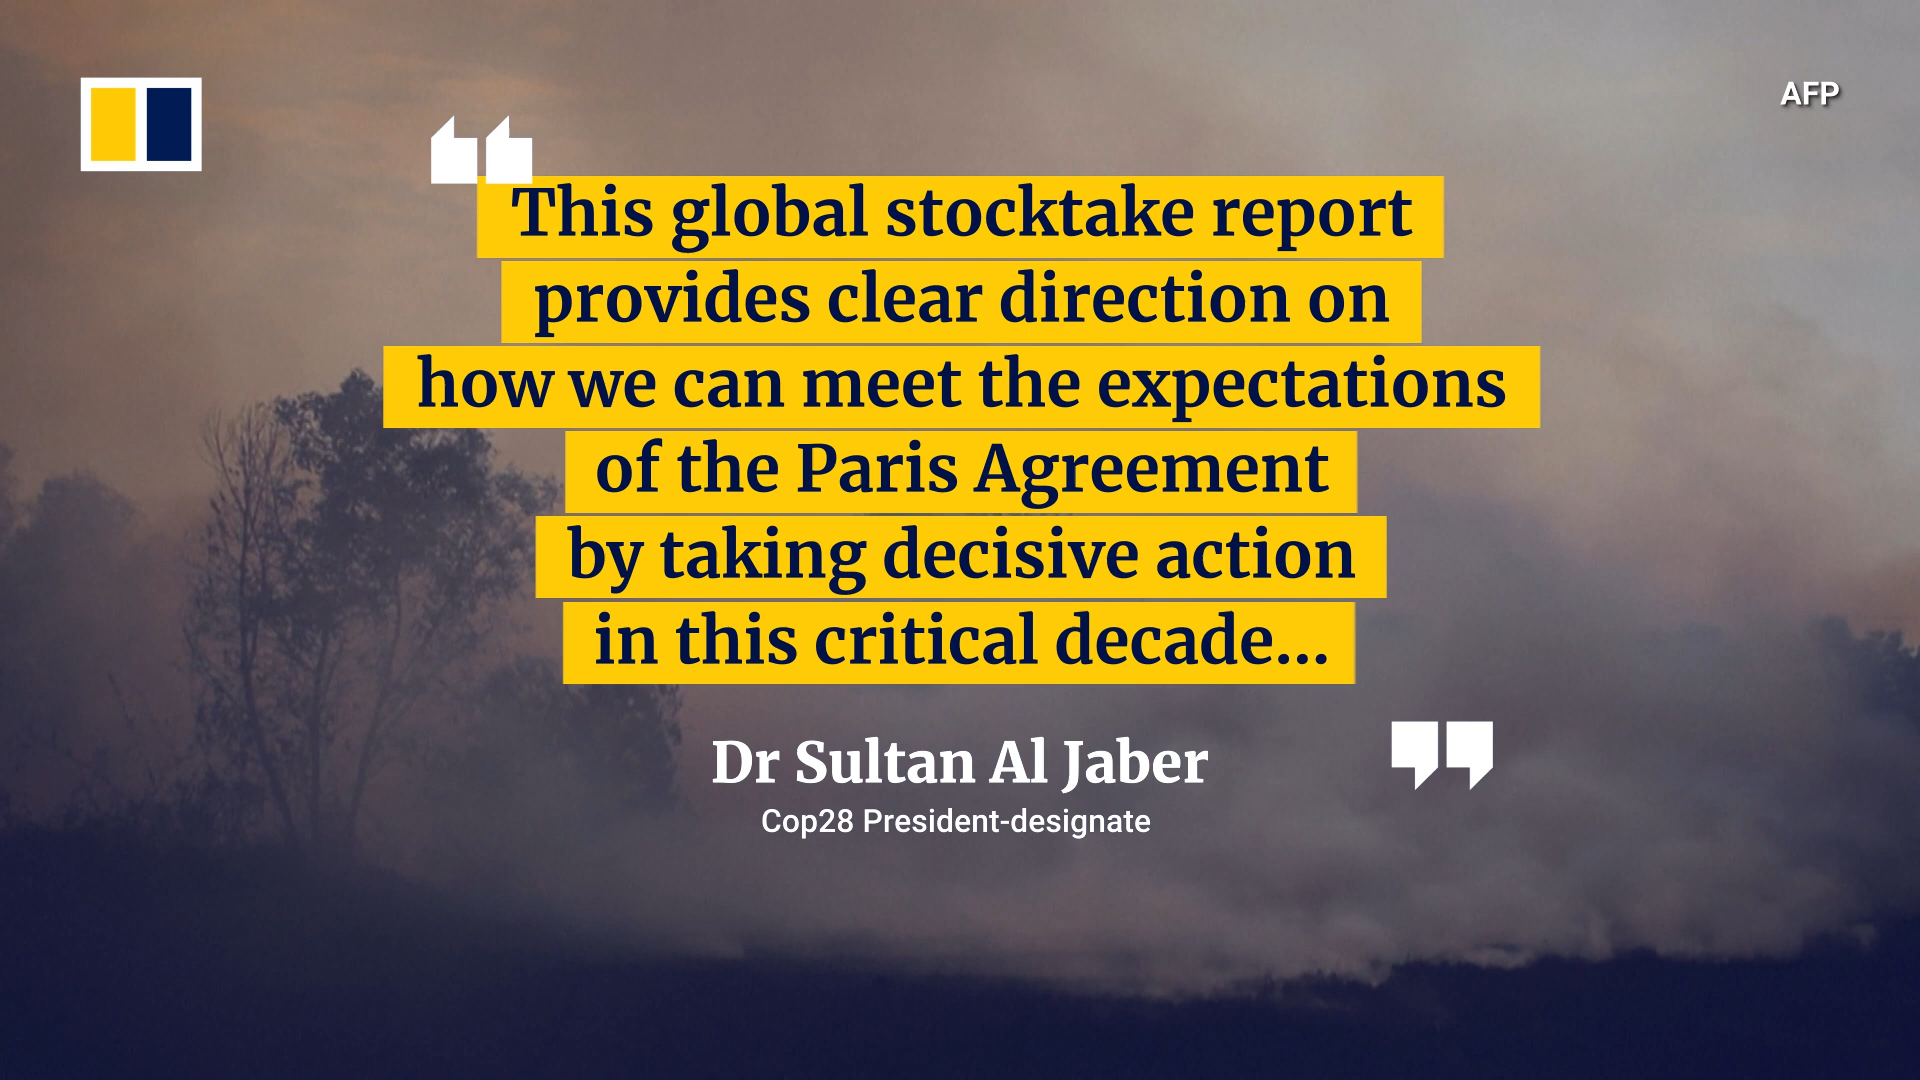 AFP
This global stocktake report
provides clear direction on
how we can meet the expectations
of the Paris Agreement
by taking decisive action
in this critical decade...
Dr Sultan Al Jaber
Cop28 President-designate